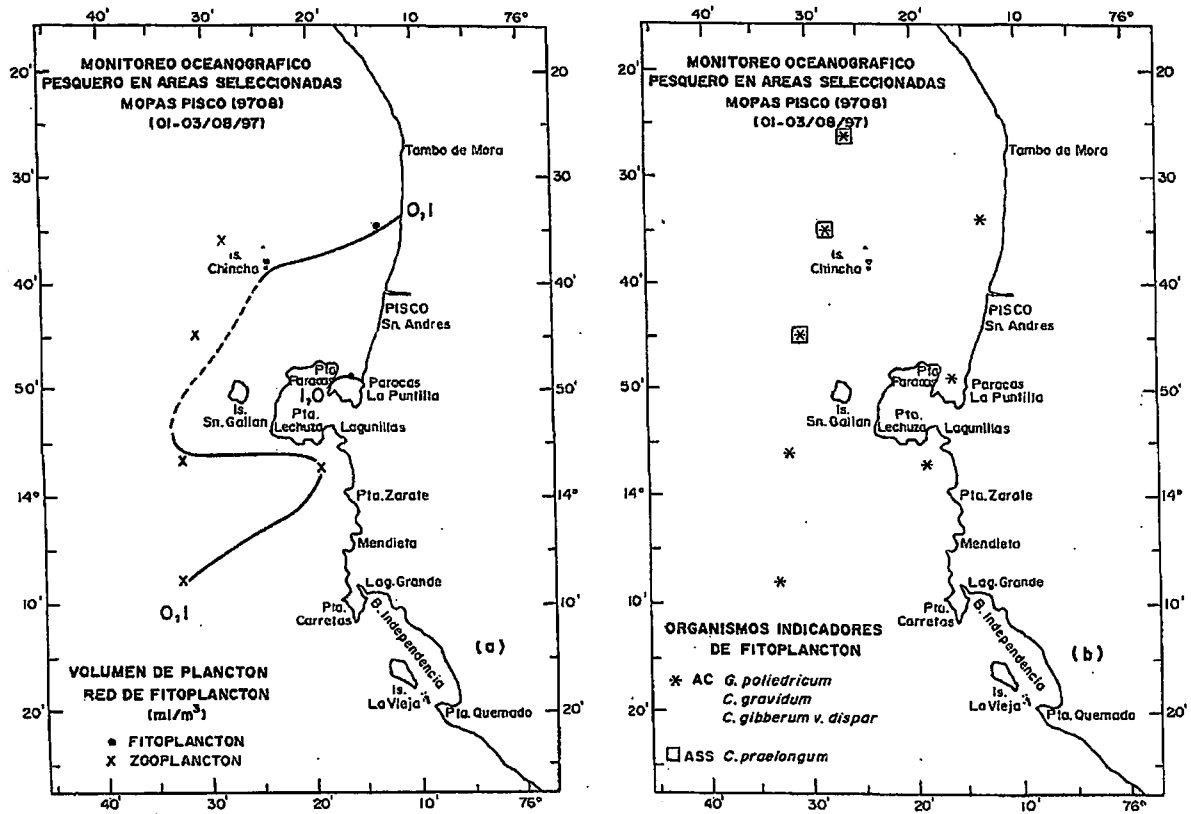 40' 30' 20' 10' 76°
MONITOREO OCEANOGRAFICO
PESQUERO EN AREAS SELECCIONADAS
MOPAS PISCO (9708)
(01-03/08/97)
20' 20
Tambo de Mora
30' 30
0,1
Is.
Chincha
40' 40'
PISCO
Sn. Andres
Pta.
Paracas
Paracas
La Puntilla
50' 50'
1,0
Is.
Sn. Gallan
Pta.
Lechuza
Lagunillas
14° 14°
Pta. Zarate
Mendieta
Lag. Grande
10' 10'
0,1
Pta.
Carretas
B. Independencia
(a)
VOLUMEN DE PLANCTON
RED DE FITOPLANCTON
(ml/m³)
Is.
La Vieja
Pta. Quemado
20' 20'
• FITOPLANCTON
x ZOOPLANCTON
40' 30' 20' 10' 76°
40' 30' 20' 10' 76°
MONITOREO OCEANOGRAFICO
PESQUERO EN AREAS SELECCIONADAS
MOPAS PISCO (9708)
(01-03/08/97)
20' 20
Tambo de Mora
30' 30
Is.
Chincha
40' 40'
PISCO
Sn. Andres
Pta.
Paracas
Paracas
La Puntilla
50' 50'
Is.
Sn. Gallan
Pta.
Lechuza
Lagunillas
14° 14°
Pta. Zarate
Mendieta
Lag. Grande
10' 10'
Pta.
Carretas
B. Independencia
(b)
ORGANISMOS INDICADORES
DE FITOPLANCTON
* AC G. poliedricum
C. gravidum
C. gibberum v. dispar
Is.
La Vieja
Pta. Quemado
20' 20'
ASS C. praelongum
40' 30' 20' 10' 76°